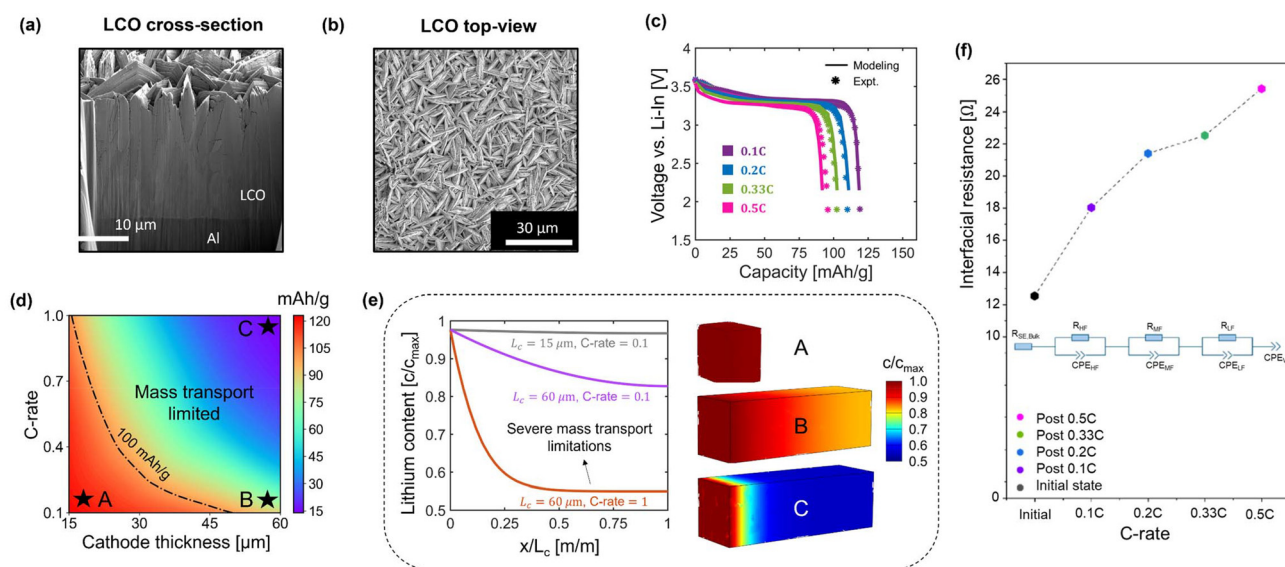 (a)
LCO cross-section
10 µm
LCO
Al
(b)
LCO top-view
30 µm
(c)
Voltage vs. Li-In [V]
4
3.5
3
2.5
2
1.5
Modeling
Expt.
0.1C
0.2C
0.33C
0.5C
0 25 50 75 100 125 150
Capacity [mAh/g]
(d)
mAh/g
C-rate
1.0
0.7
0.4
0.1
C
Mass transport
limited
100 mAh/g
A
B
15 30 45 60
Cathode thickness [µm]
120
105
90
75
60
45
30
15
(e)
Lithium content [c/cmax]
1
0.9
0.8
0.7
0.6
0.5
Lc = 15 µm, C-rate = 0.1
Lc = 60 µm, C-rate = 0.1
Severe mass transport
limitations
Lc = 60 µm, C-rate = 1
0 0.25 0.5 0.75 1
x/Lc [m/m]
A
B
C
c/cmax
1.0
0.9
0.8
0.7
0.6
0.5
(f)
Interfacial resistance [Ω]
26
24
22
20
18
16
14
12
10
0
RSE,Bulk
RHF
CPEHF
RMF
CPEMF
RLF
CPELF
Post 0.5C
Post 0.33C
Post 0.2C
Post 0.1C
Initial state
Initial 0.1C 0.2C 0.33C 0.5C
C-rate